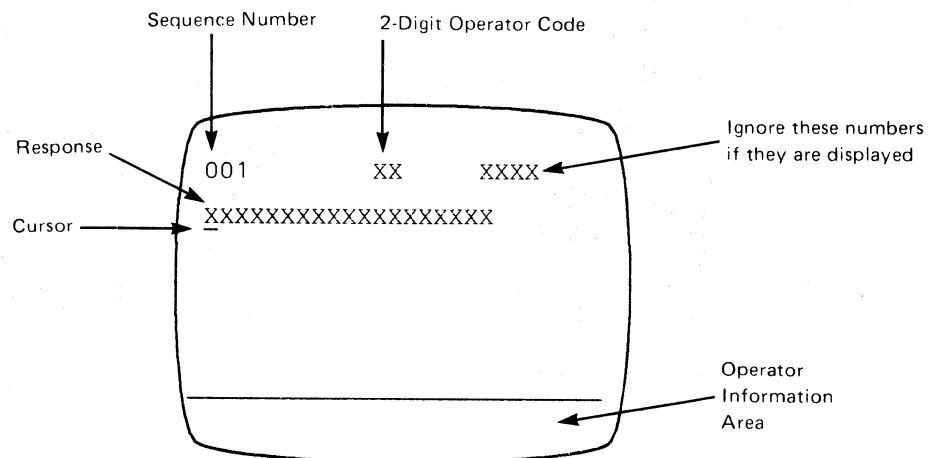 Sequence Number
2-Digit Operator Code
Response
001 XX XXXX
Ignore these numbers
if they are displayed
XXXXXXXXXXXXXXXXXXX
Cursor
Operator
Information
Area